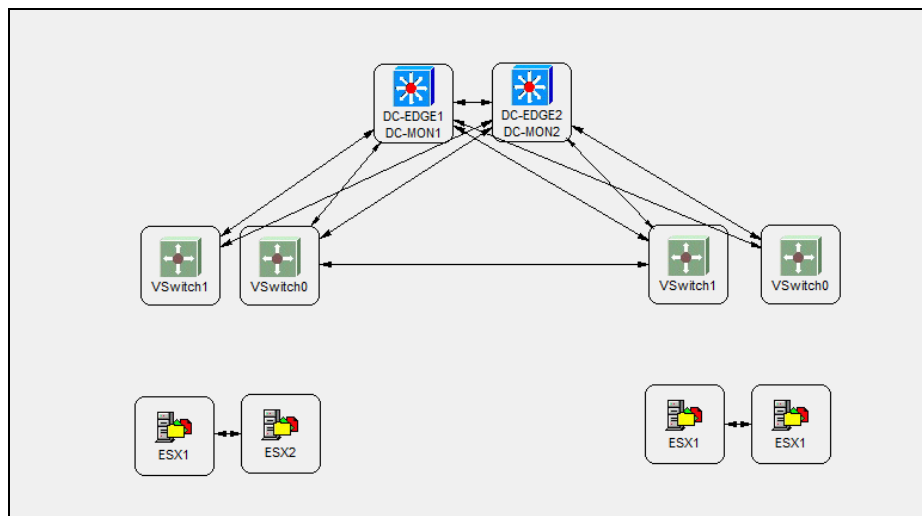 DC-EDGE1
DC-MON1
DC-EDGE2
DC-MON2
VSwitch1
VSwitch0
VSwitch1
VSwitch0
ESX1
ESX2
ESX1
ESX1